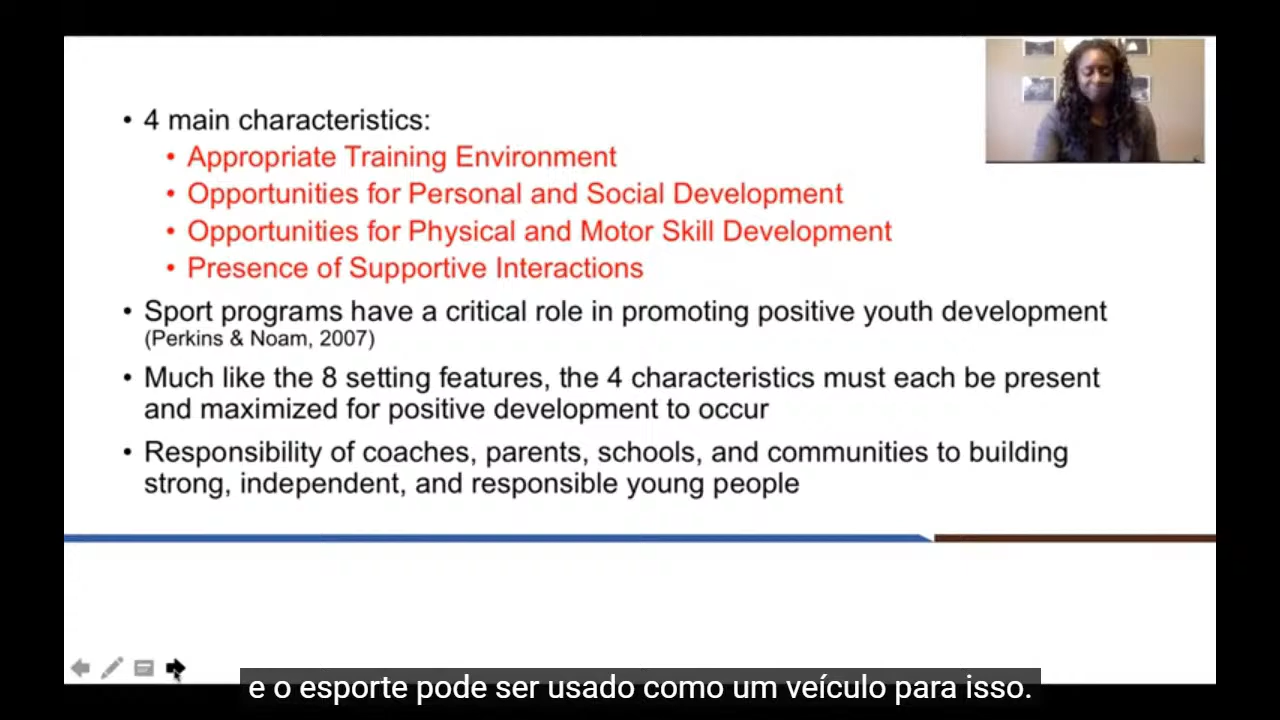 • 4 main characteristics:
• Appropriate Training Environment
• Opportunities for Personal and Social Development
• Opportunities for Physical and Motor Skill Development
• Presence of Supportive Interactions
• Sport programs have a critical role in promoting positive youth development
(Perkins & Noam, 2007)
• Much like the 8 setting features, the 4 characteristics must each be present
and maximized for positive development to occur
• Responsibility of coaches, parents, schools, and communities to building
strong, independent, and responsible young people
e o esporte pode ser usado como um veículo para isso.